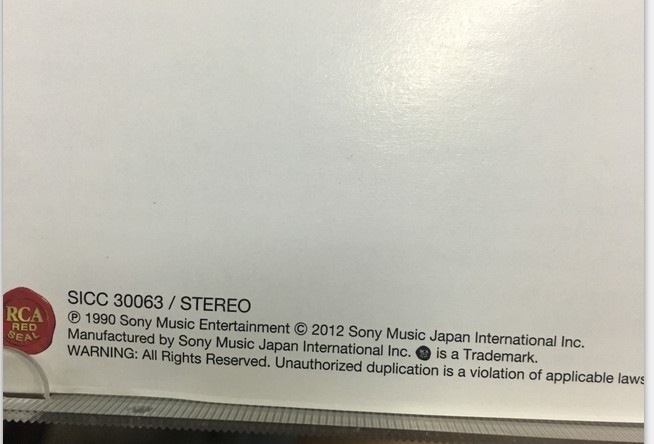 RCA
RED
SEAL
SICC 30063 / STEREO
℗ 1990 Sony Music Entertainment © 2012 Sony Music Japan International Inc.
Manufactured by Sony Music Japan International Inc. is a Trademark.
WARNING: All Rights Reserved. Unauthorized duplication is a violation of applicable laws